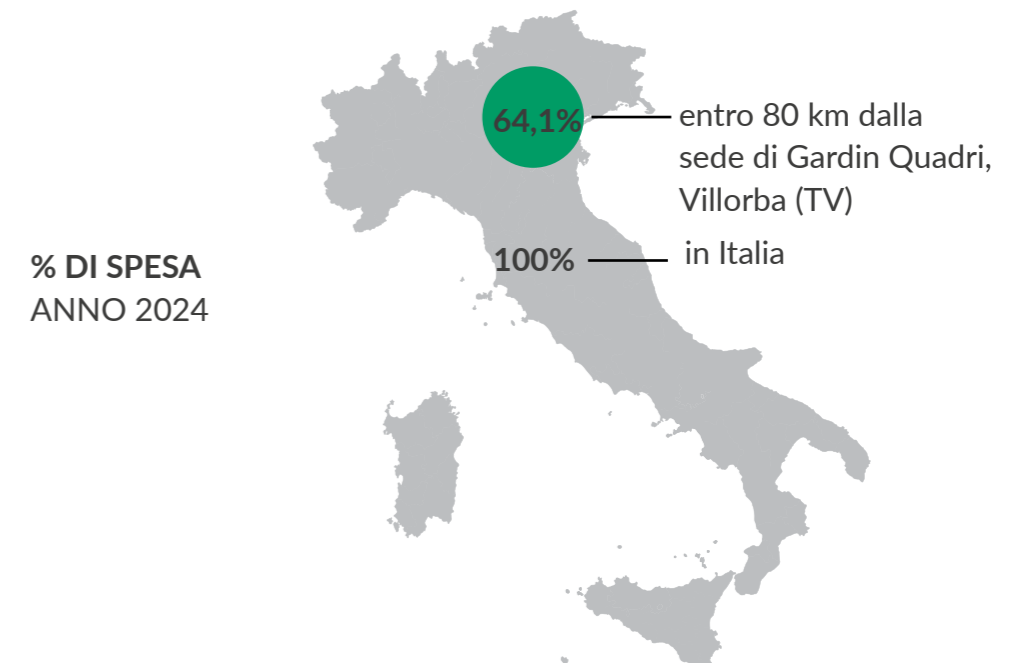 64,1%
entro 80 km dalla
sede di Gardin Quadri,
Villorba (TV)
100%
in Italia
% DI SPESA
ANNO 2024